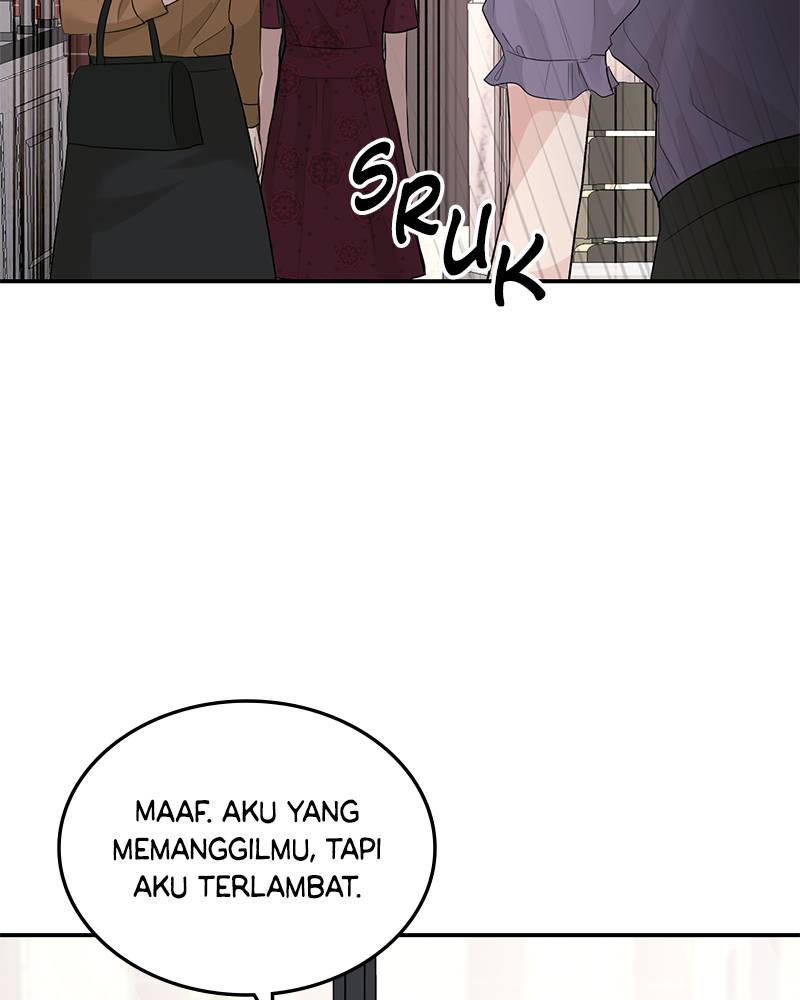 SRUK
MAAF. AKU YANG
MEMANGGILMU, TAPI
AKU TERLAMBAT.